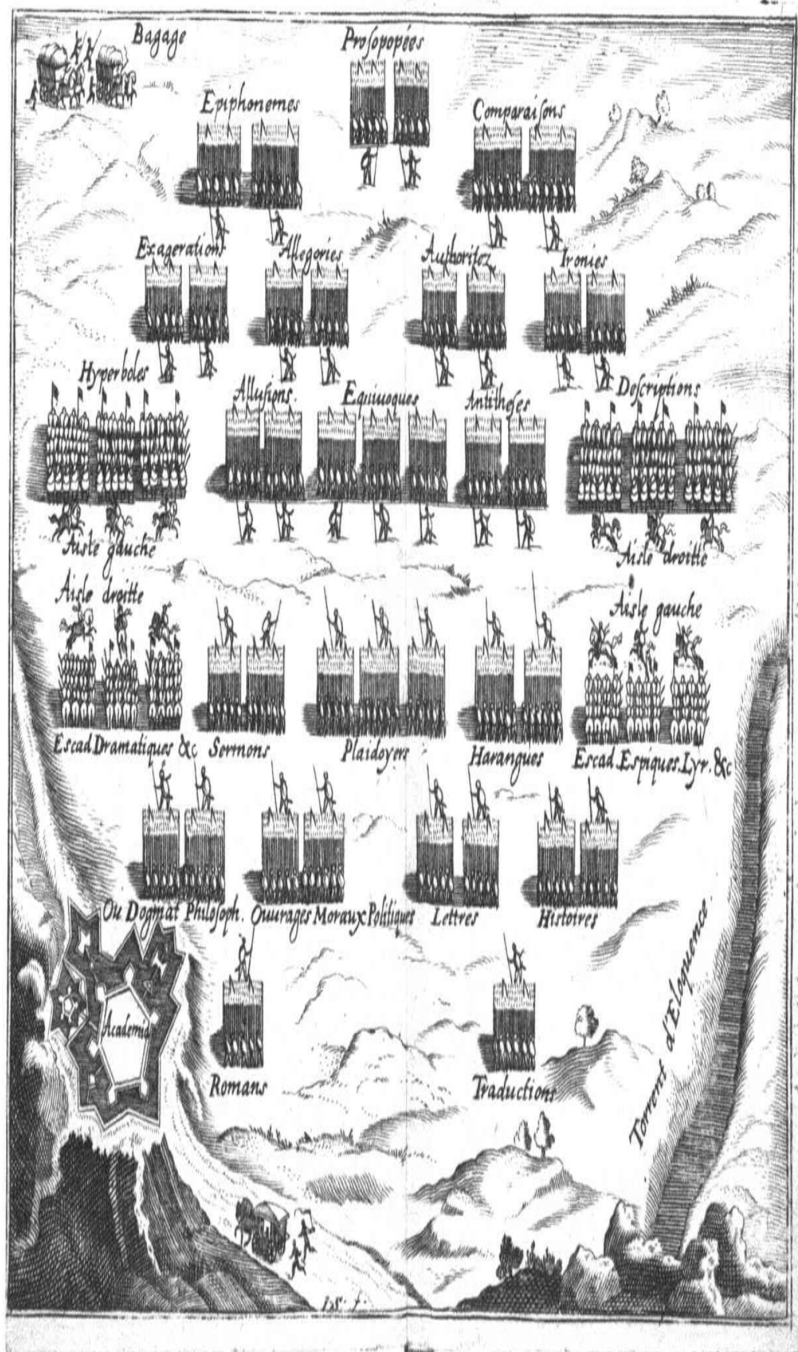 Bagage
Prosopopées
Epiphonemes
Comparaisons
Exagerations
Allegories
Authoritez
Ironies
Hyperboles
Allusions.
Equivoques
Antitheses
Descriptions
Aisle gauche
Aisle droitte
Aisle droitte
Aisle gauche
Escad Dramatiques &c
Sermons
Plaidoyers
Harangues
Escad Espiques. Lyr. &c
Ou Dogmat Philosoph.
Ouurages Moraux Politiques
Lettres
Histoires
Academie
Romans
Traductions
Torrent d'Eloquence